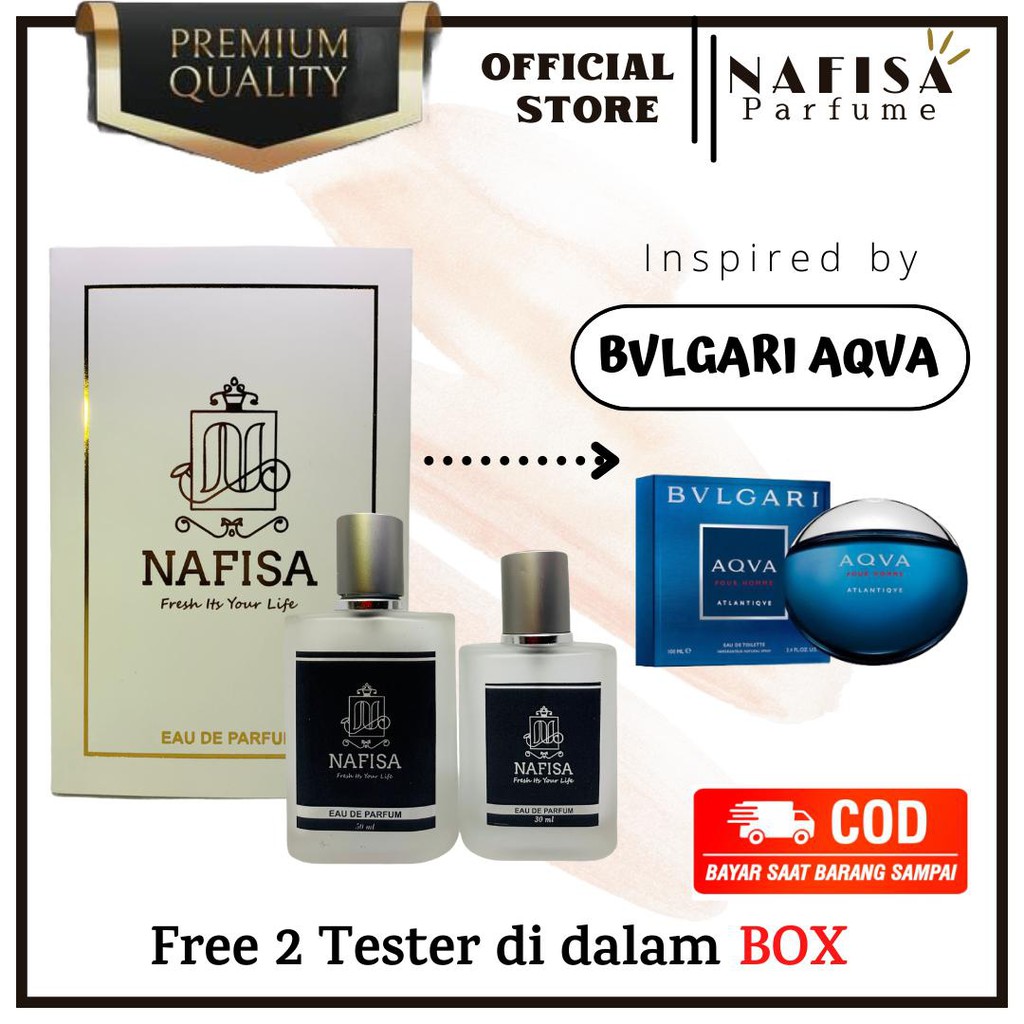 PREMIUM
QUALITY
OFFICIAL
STORE
NAFISA
Parfume
Inspired by
BVLGARI AQVA
NAFISA
Fresh Its Your Life
EAU DE PARFU
BVLGARI
AQVA
POUR HOMME
ATLANTIQVE
EAU DE TOILETTE
100 ML
AQVA
POUR HOMME
ATLANTIQVE
NAFISA
Fresh Its Your Life
EAU DE PARFUM
50 ml
NAFISA
Fresh Its Your Life
EAU DE PARFUM
30 ml
COD
BAYAR SAAT BARANG SAMPAI
Free 2 Tester di dalam BOX